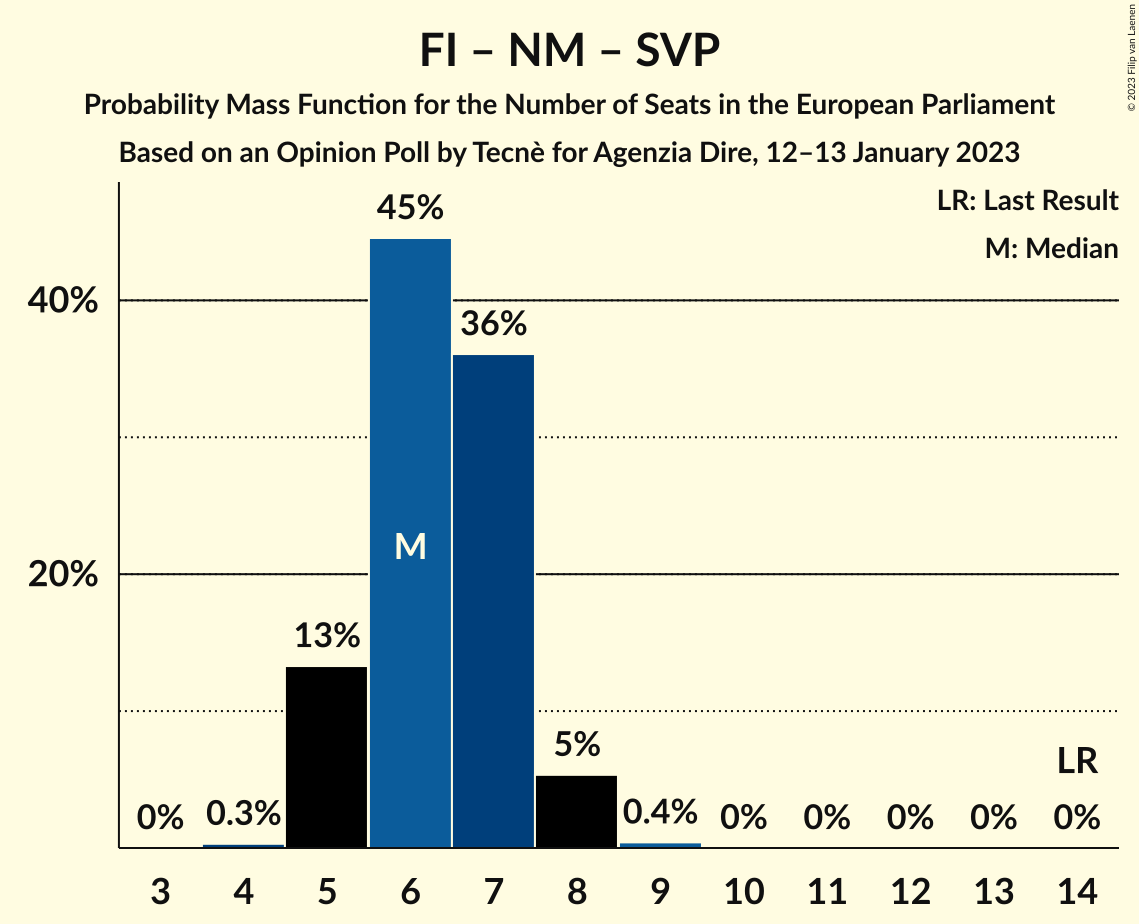 FI – NM – SVP
Probability Mass Function for the Number of Seats in the European Parliament
Based on an Opinion Poll by Tecnè for Agenzia Dire, 12–13 January 2023
© 2023 Filip van Laenen
LR: Last Result
M: Median
45%
40%
36%
M
20%
13%
5%
LR
0% 0.3% 0.4% 0% 0% 0% 0% 0%
3 4 5 6 7 8 9 10 11 12 13 14